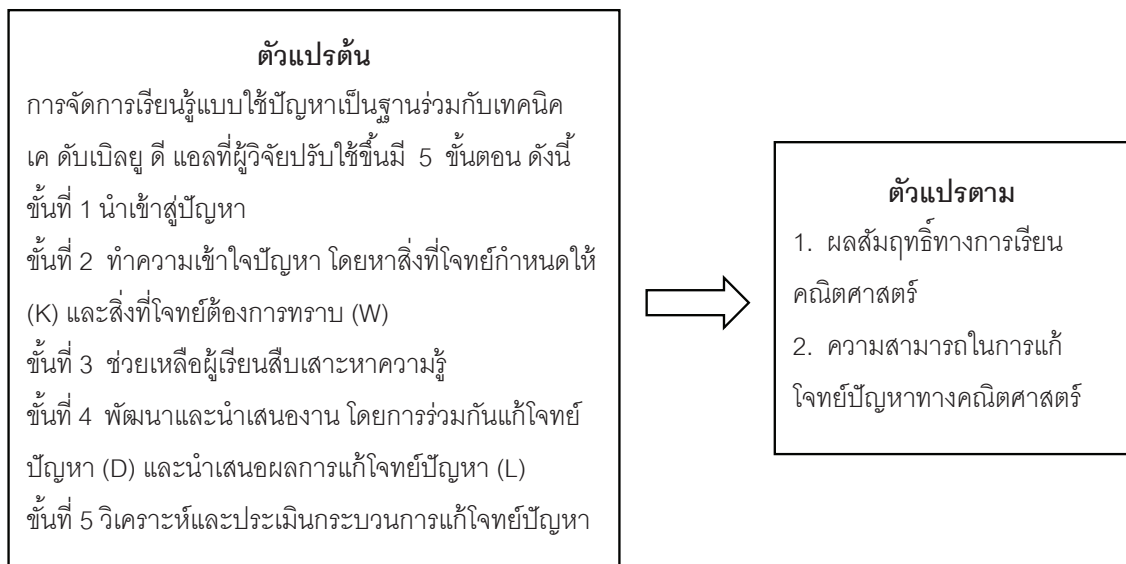 ตัวแปรต้น
การจัดการเรียนรู้แบบใช้ปัญหาเป็นฐานร่วมกับเทคนิค
เค ดับเบิลยู ดี แอลที่ผู้วิจัยปรับใช้ขึ้นมี 5 ขั้นตอน ดังนี้
ขั้นที่ 1 นำเข้าสู่ปัญหา
ขั้นที่ 2 ทำความเข้าใจปัญหา โดยหาสิ่งที่โจทย์กำหนดให้
(K) และสิ่งที่โจทย์ต้องการทราบ (W)
ขั้นที่ 3 ช่วยเหลือผู้เรียนสืบเสาะหาความรู้
ขั้นที่ 4 พัฒนาและนำเสนองาน โดยการร่วมกันแก้โจทย์
ปัญหา (D) และนำเสนอผลการแก้โจทย์ปัญหา (L)
ขั้นที่ 5 วิเคราะห์และประเมินกระบวนการแก้โจทย์ปัญหา
ตัวแปรตาม
1. ผลสัมฤทธิ์ทางการเรียน
คณิตศาสตร์
2. ความสามารถในการแก้
โจทย์ปัญหาทางคณิตศาสตร์